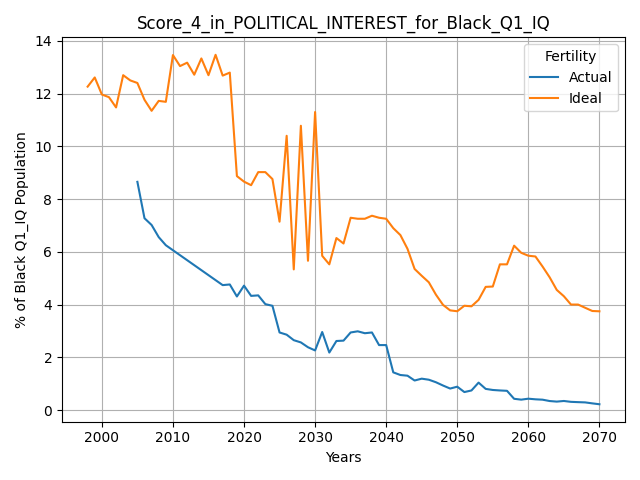 Score_4_in_POLITICAL_INTEREST_for_Black_Q1_IQ
Fertility
Actual
Ideal
% of Black Q1_IQ Population
14
12
10
8
6
4
2
0
2000 2010 2020 2030 2040 2050 2060 2070
Years